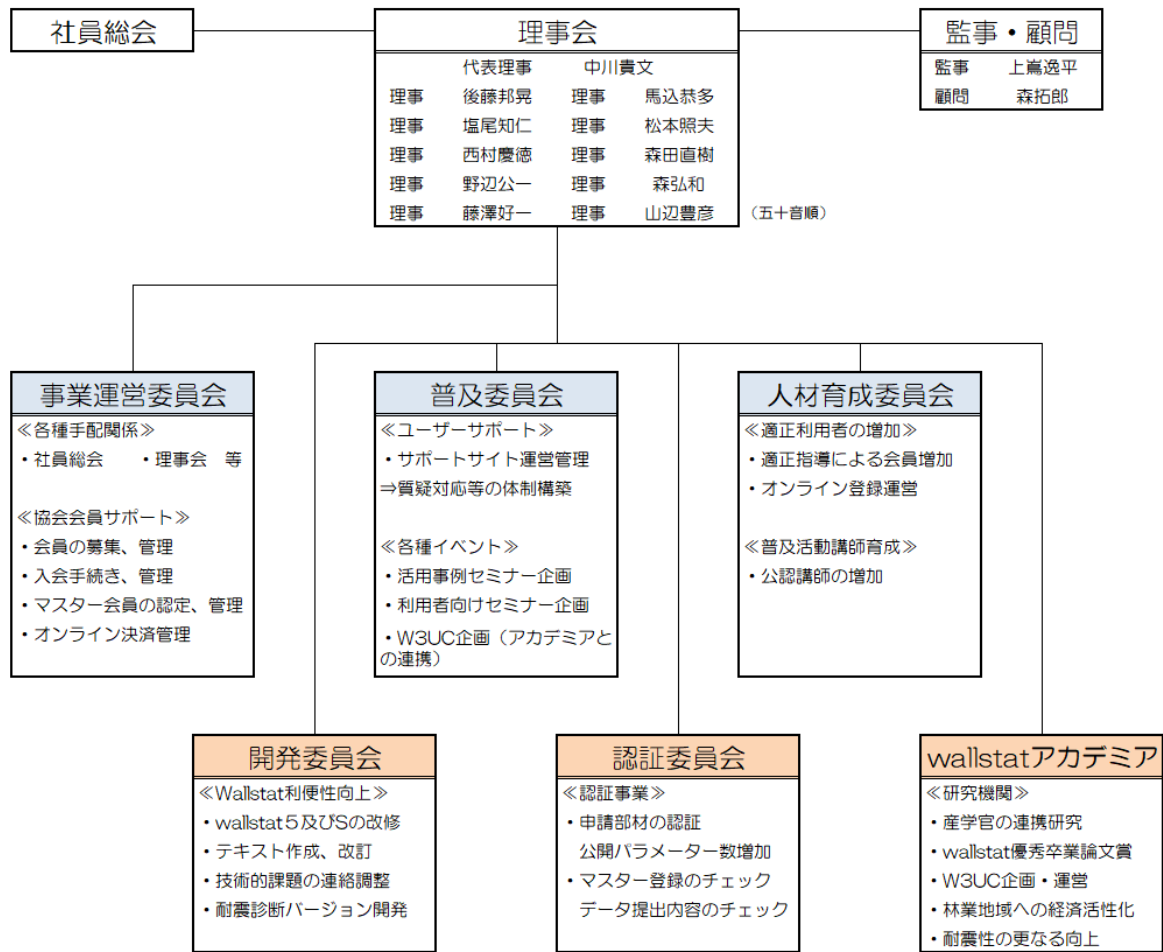 社員総会
理事会
代表理事 中川貴文
理事 後藤邦晃 理事 馬込恭多
理事 塩尾知仁 理事 松本照夫
理事 西村慶徳 理事 森田直樹
理事 野辺公一 理事 森弘和
理事 藤澤好一 理事 山辺豊彦
(五十音順)
監事・顧問
監事 上嶌逸平
顧問 森拓郎
事業運営委員会
≪各種手配関係≫
・社員総会 ・理事会 等
≪協会会員サポート≫
・会員の募集、管理
・入会手続き、管理
・マスター会員の認定、管理
・オンライン決済管理
普及委員会
≪ユーザーサポート≫
・サポートサイト運営管理
⇒質疑対応等の体制構築
≪各種イベント≫
・活用事例セミナー企画
・利用者向けセミナー企画
・W3UC企画(アカデミアと
の連携)
人材育成委員会
≪適正利用者の増加≫
・適正指導による会員増加
・オンライン登録運営
≪普及活動講師育成≫
・公認講師の増加
開発委員会
≪Wallstat利便性向上≫
・wallstat5及びSの改修
・テキスト作成、改訂
・技術的課題の連絡調整
・耐震診断バージョン開発
認証委員会
≪認証事業≫
・申請部材の認証
公開パラメーター数増加
・マスター登録のチェック
データ提出内容のチェック
wallstatアカデミア
≪研究機関≫
・産学官の連携研究
・wallstat優秀卒業論文賞
・W3UC企画・運営
・林業地域への経済活性化
・耐震性の更なる向上